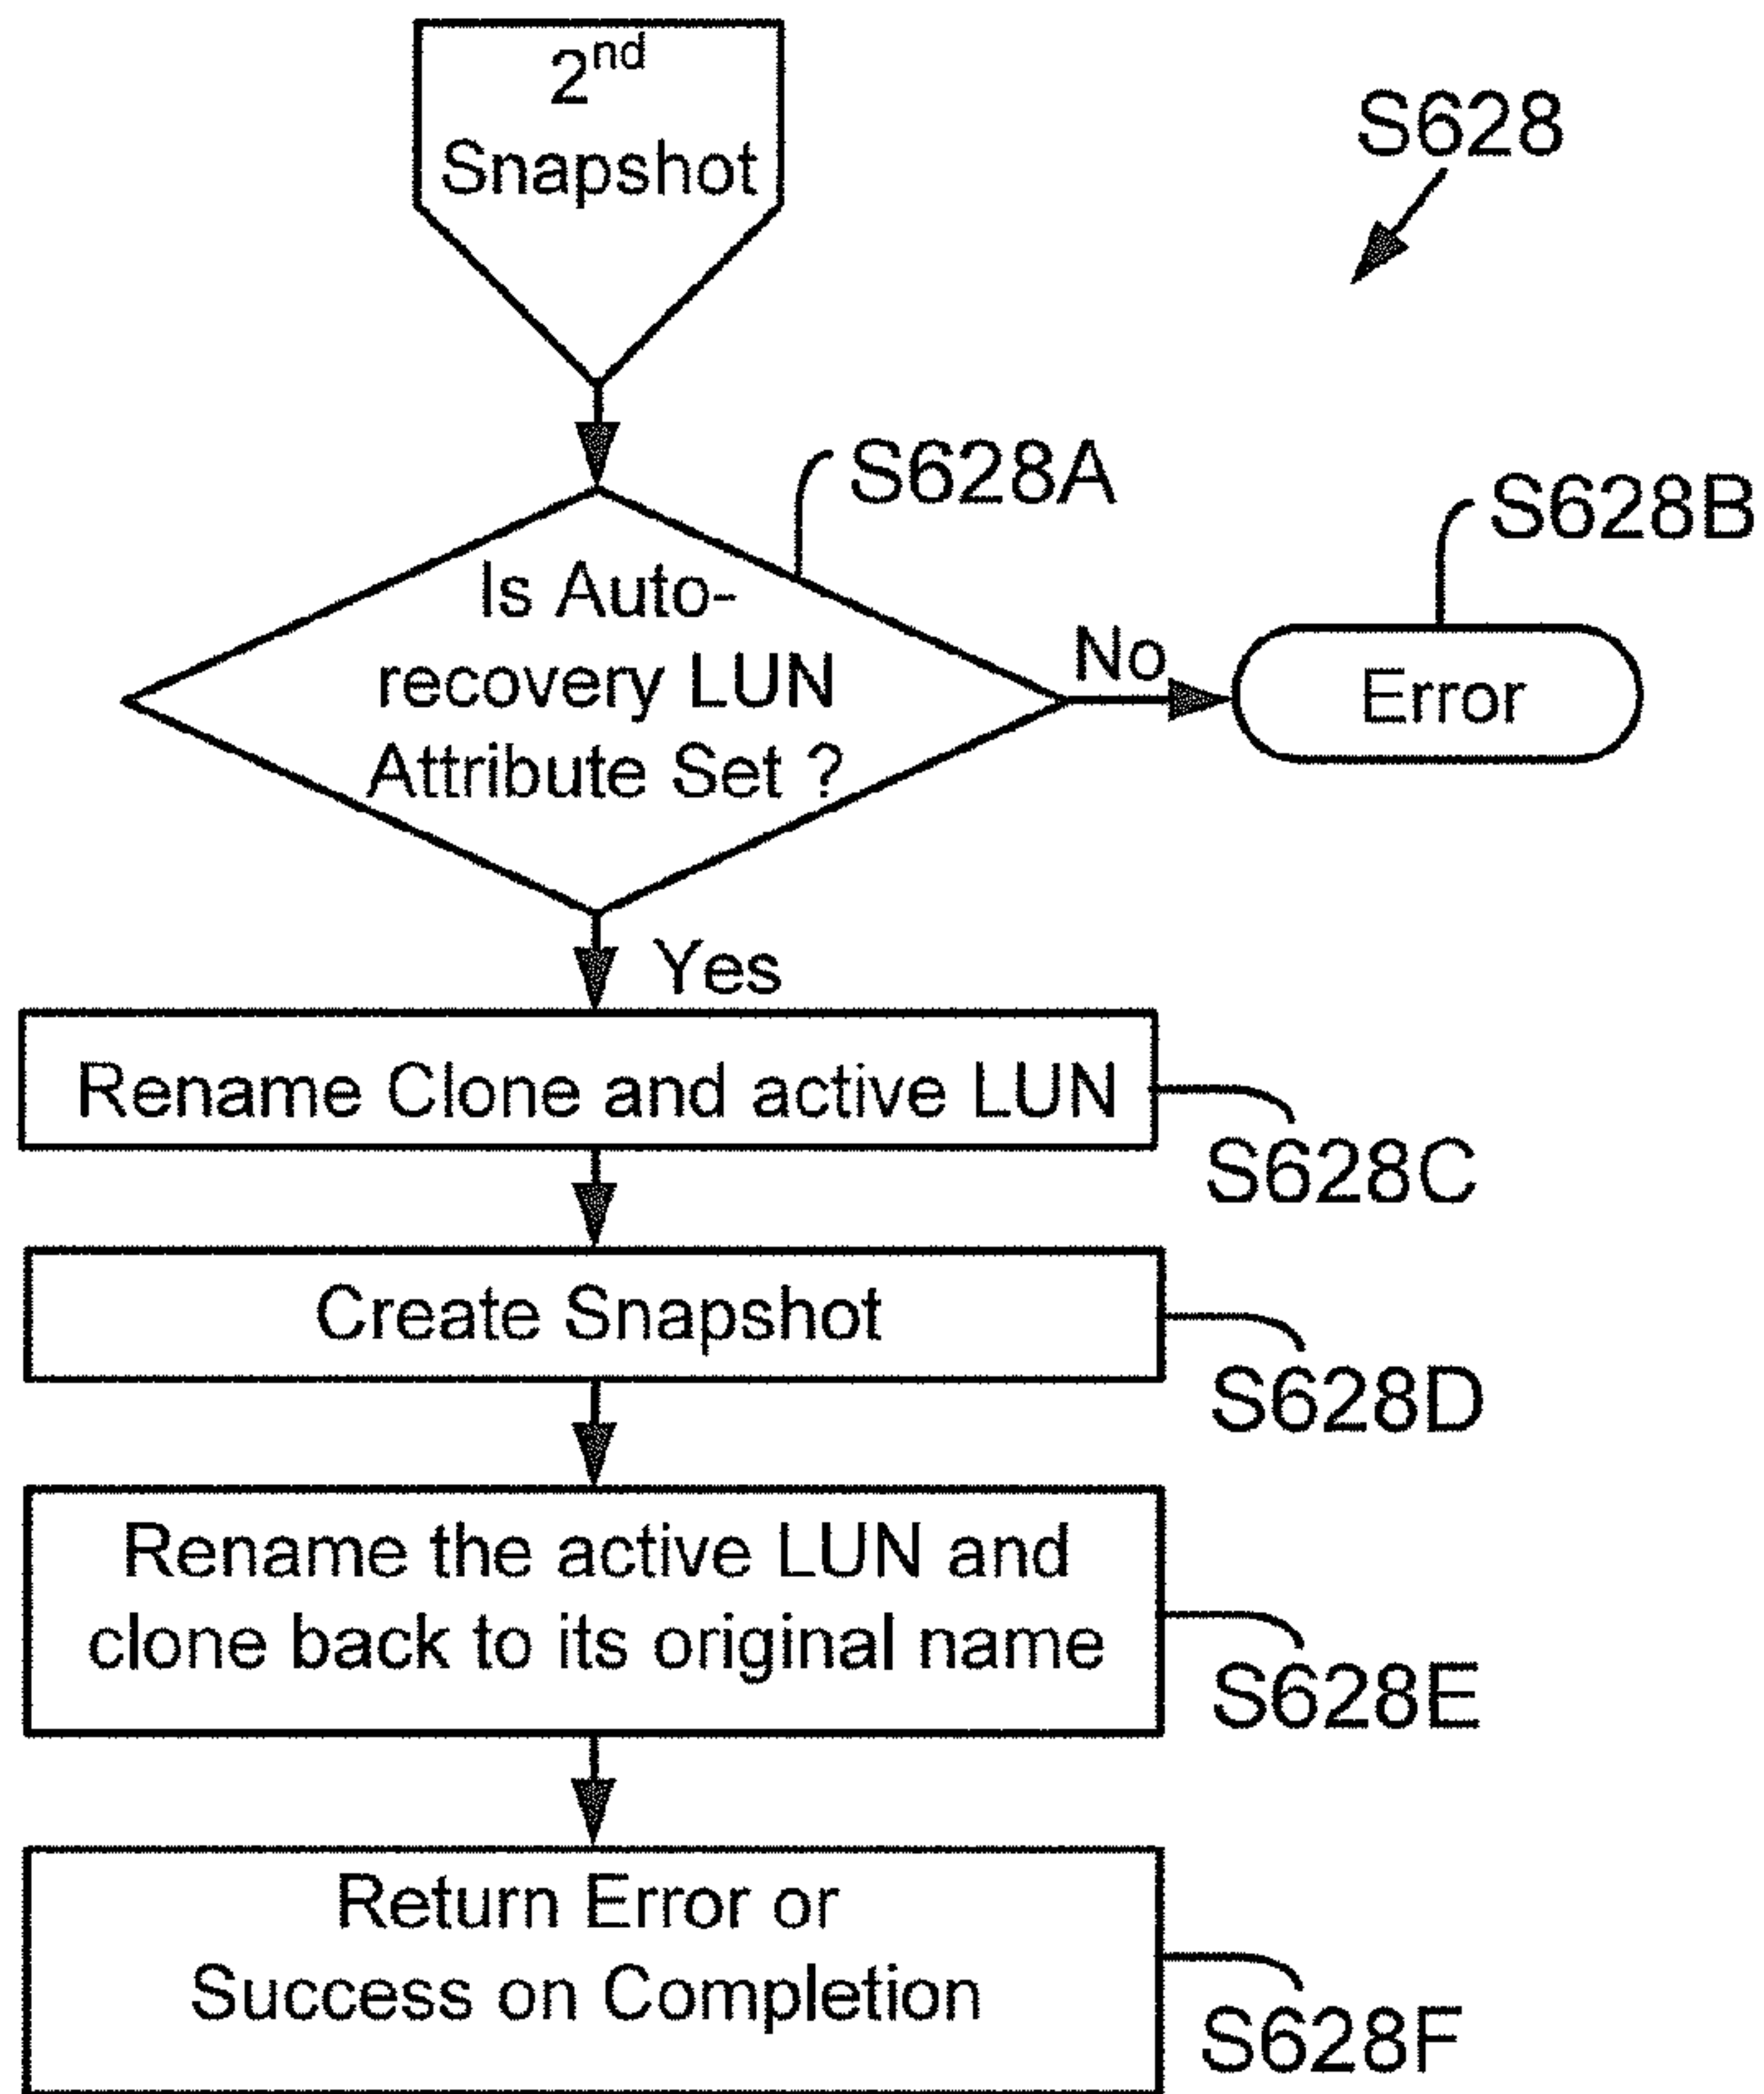 2nd
Snapshot
S628
S628A
S628B
Is Auto-
recovery LUN
Attribute Set ?
No
Error
Yes
Rename Clone and active LUN
S628C
Create Snapshot
S628D
Rename the active LUN and
clone back to its original name
S628E
Return Error or
Success on Completion
S628F